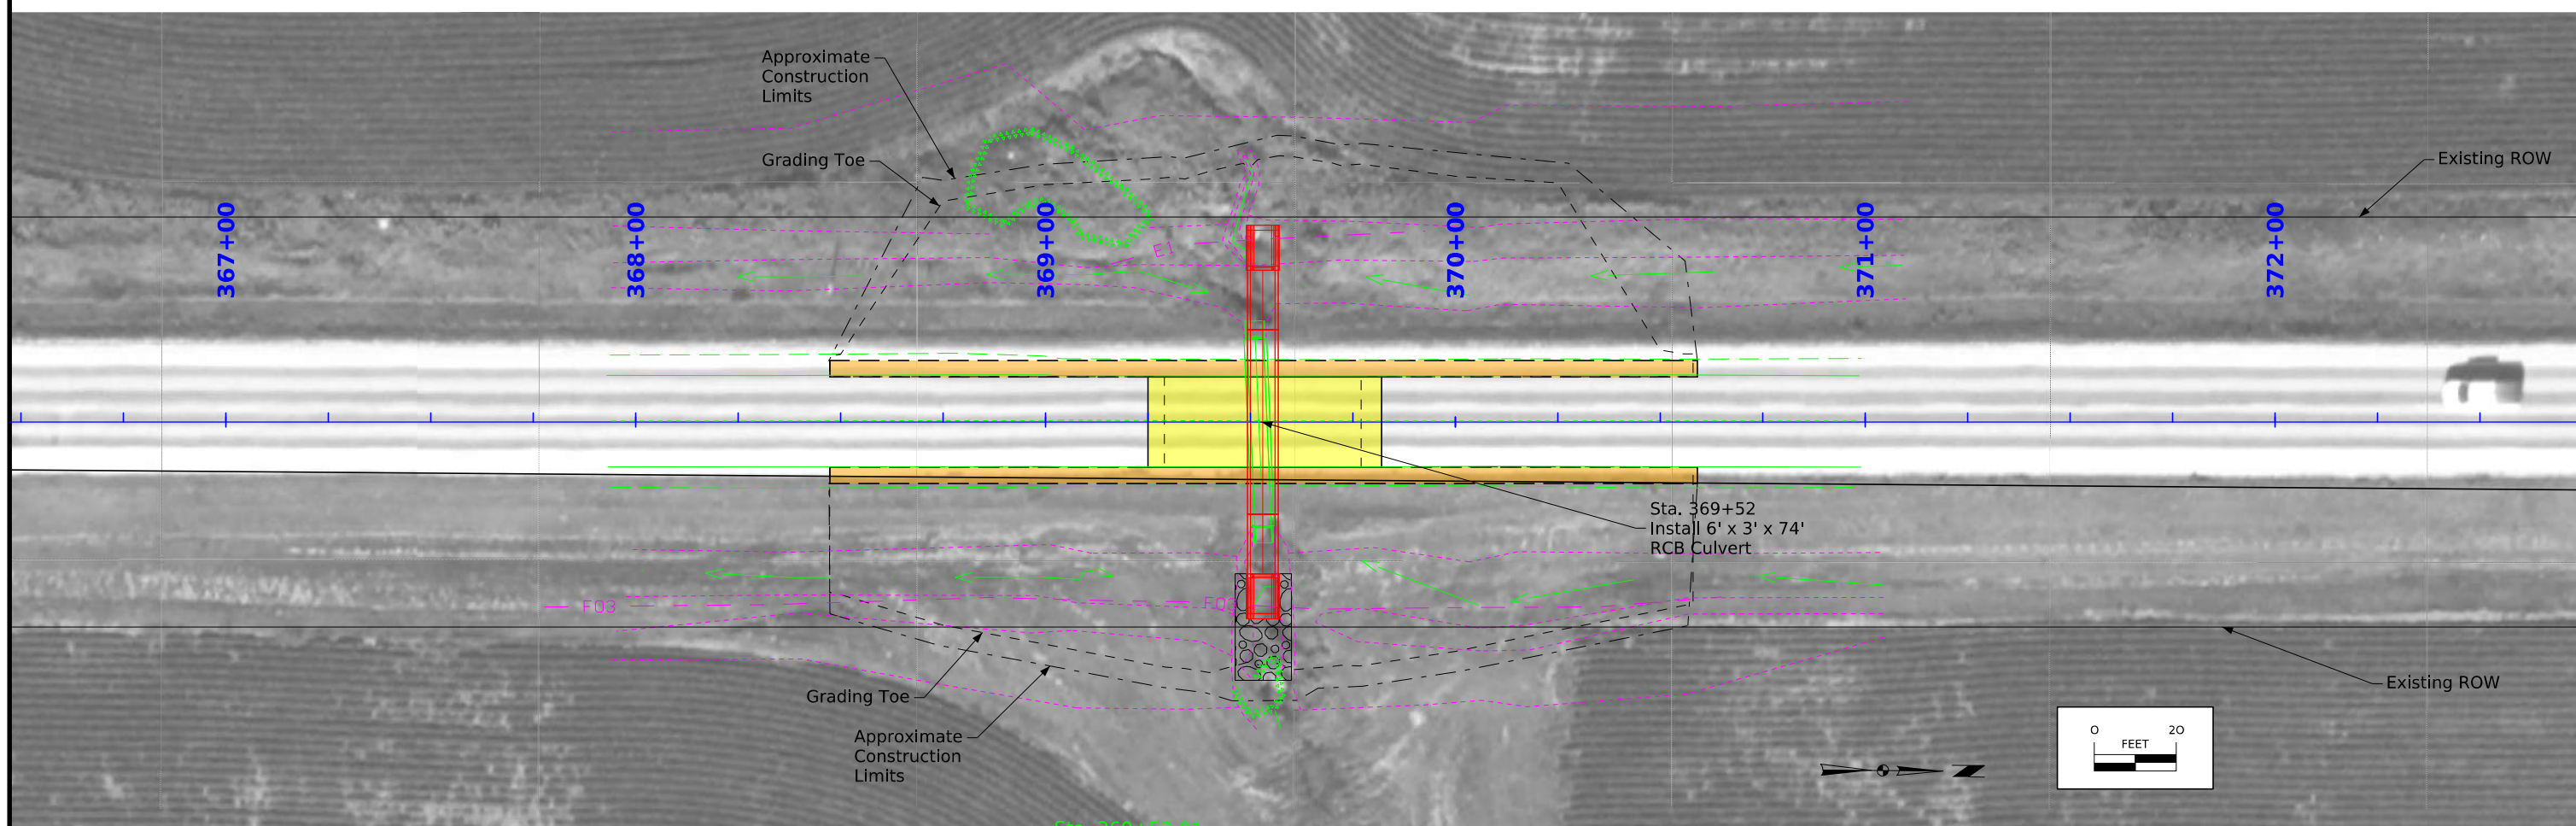 Approximate
Construction
Limits
Grading Toe
Existing ROW
367+00
368+00
369+00
370+00
371+00
372+00
E1
Sta. 369+52
Install 6' x 3' x 74'
RCB Culvert
F03
Grading Toe
Approximate
Construction
Limits
Existing ROW
0 20
FEET